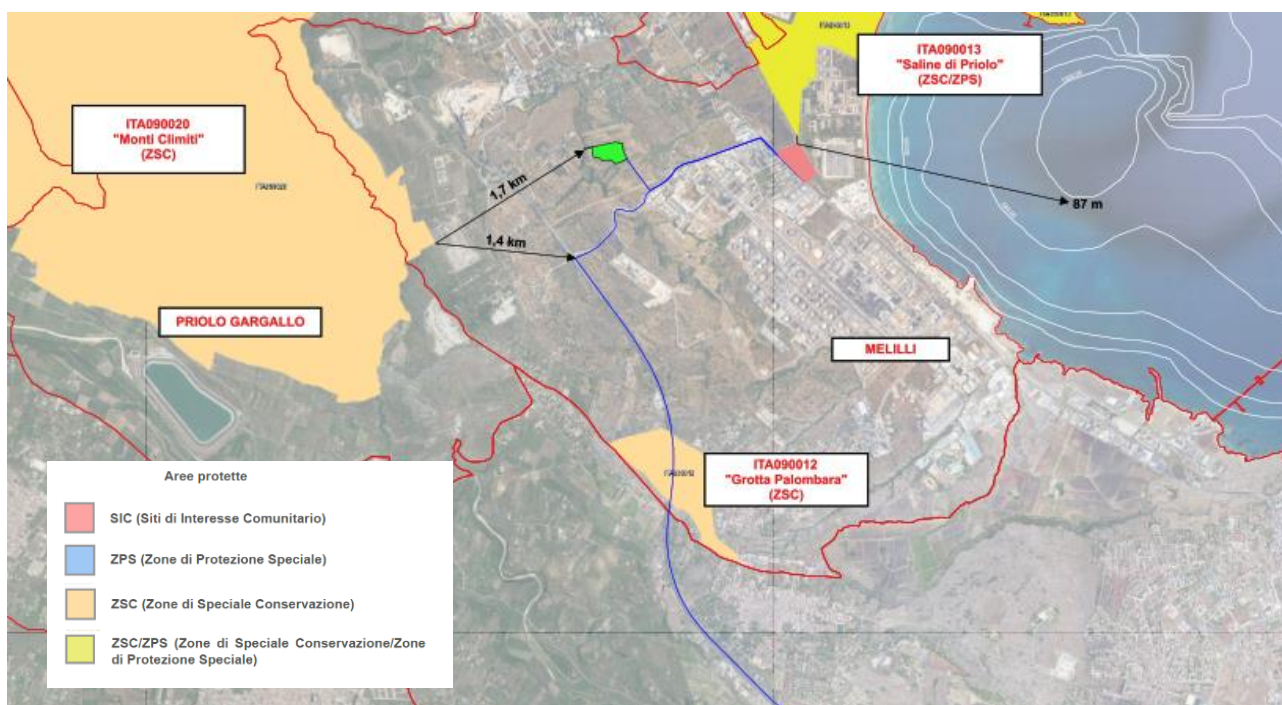 ITA090013
"Saline di Priolo"
(ZSC/ZPS)
ITA090020
"Monti Climiti"
(ZSC)
1,7 km
1,4 km
87 m
PRIOLO GARGALLO
MELILLI
ITA090012
"Grotta Palombara"
(ZSC)
Aree protette
SIC (Siti di Interesse Comunitario)
ZPS (Zone di Protezione Speciale)
ZSC (Zone di Speciale Conservazione)
ZSC/ZPS (Zone di Speciale Conservazione/Zone
di Protezione Speciale)